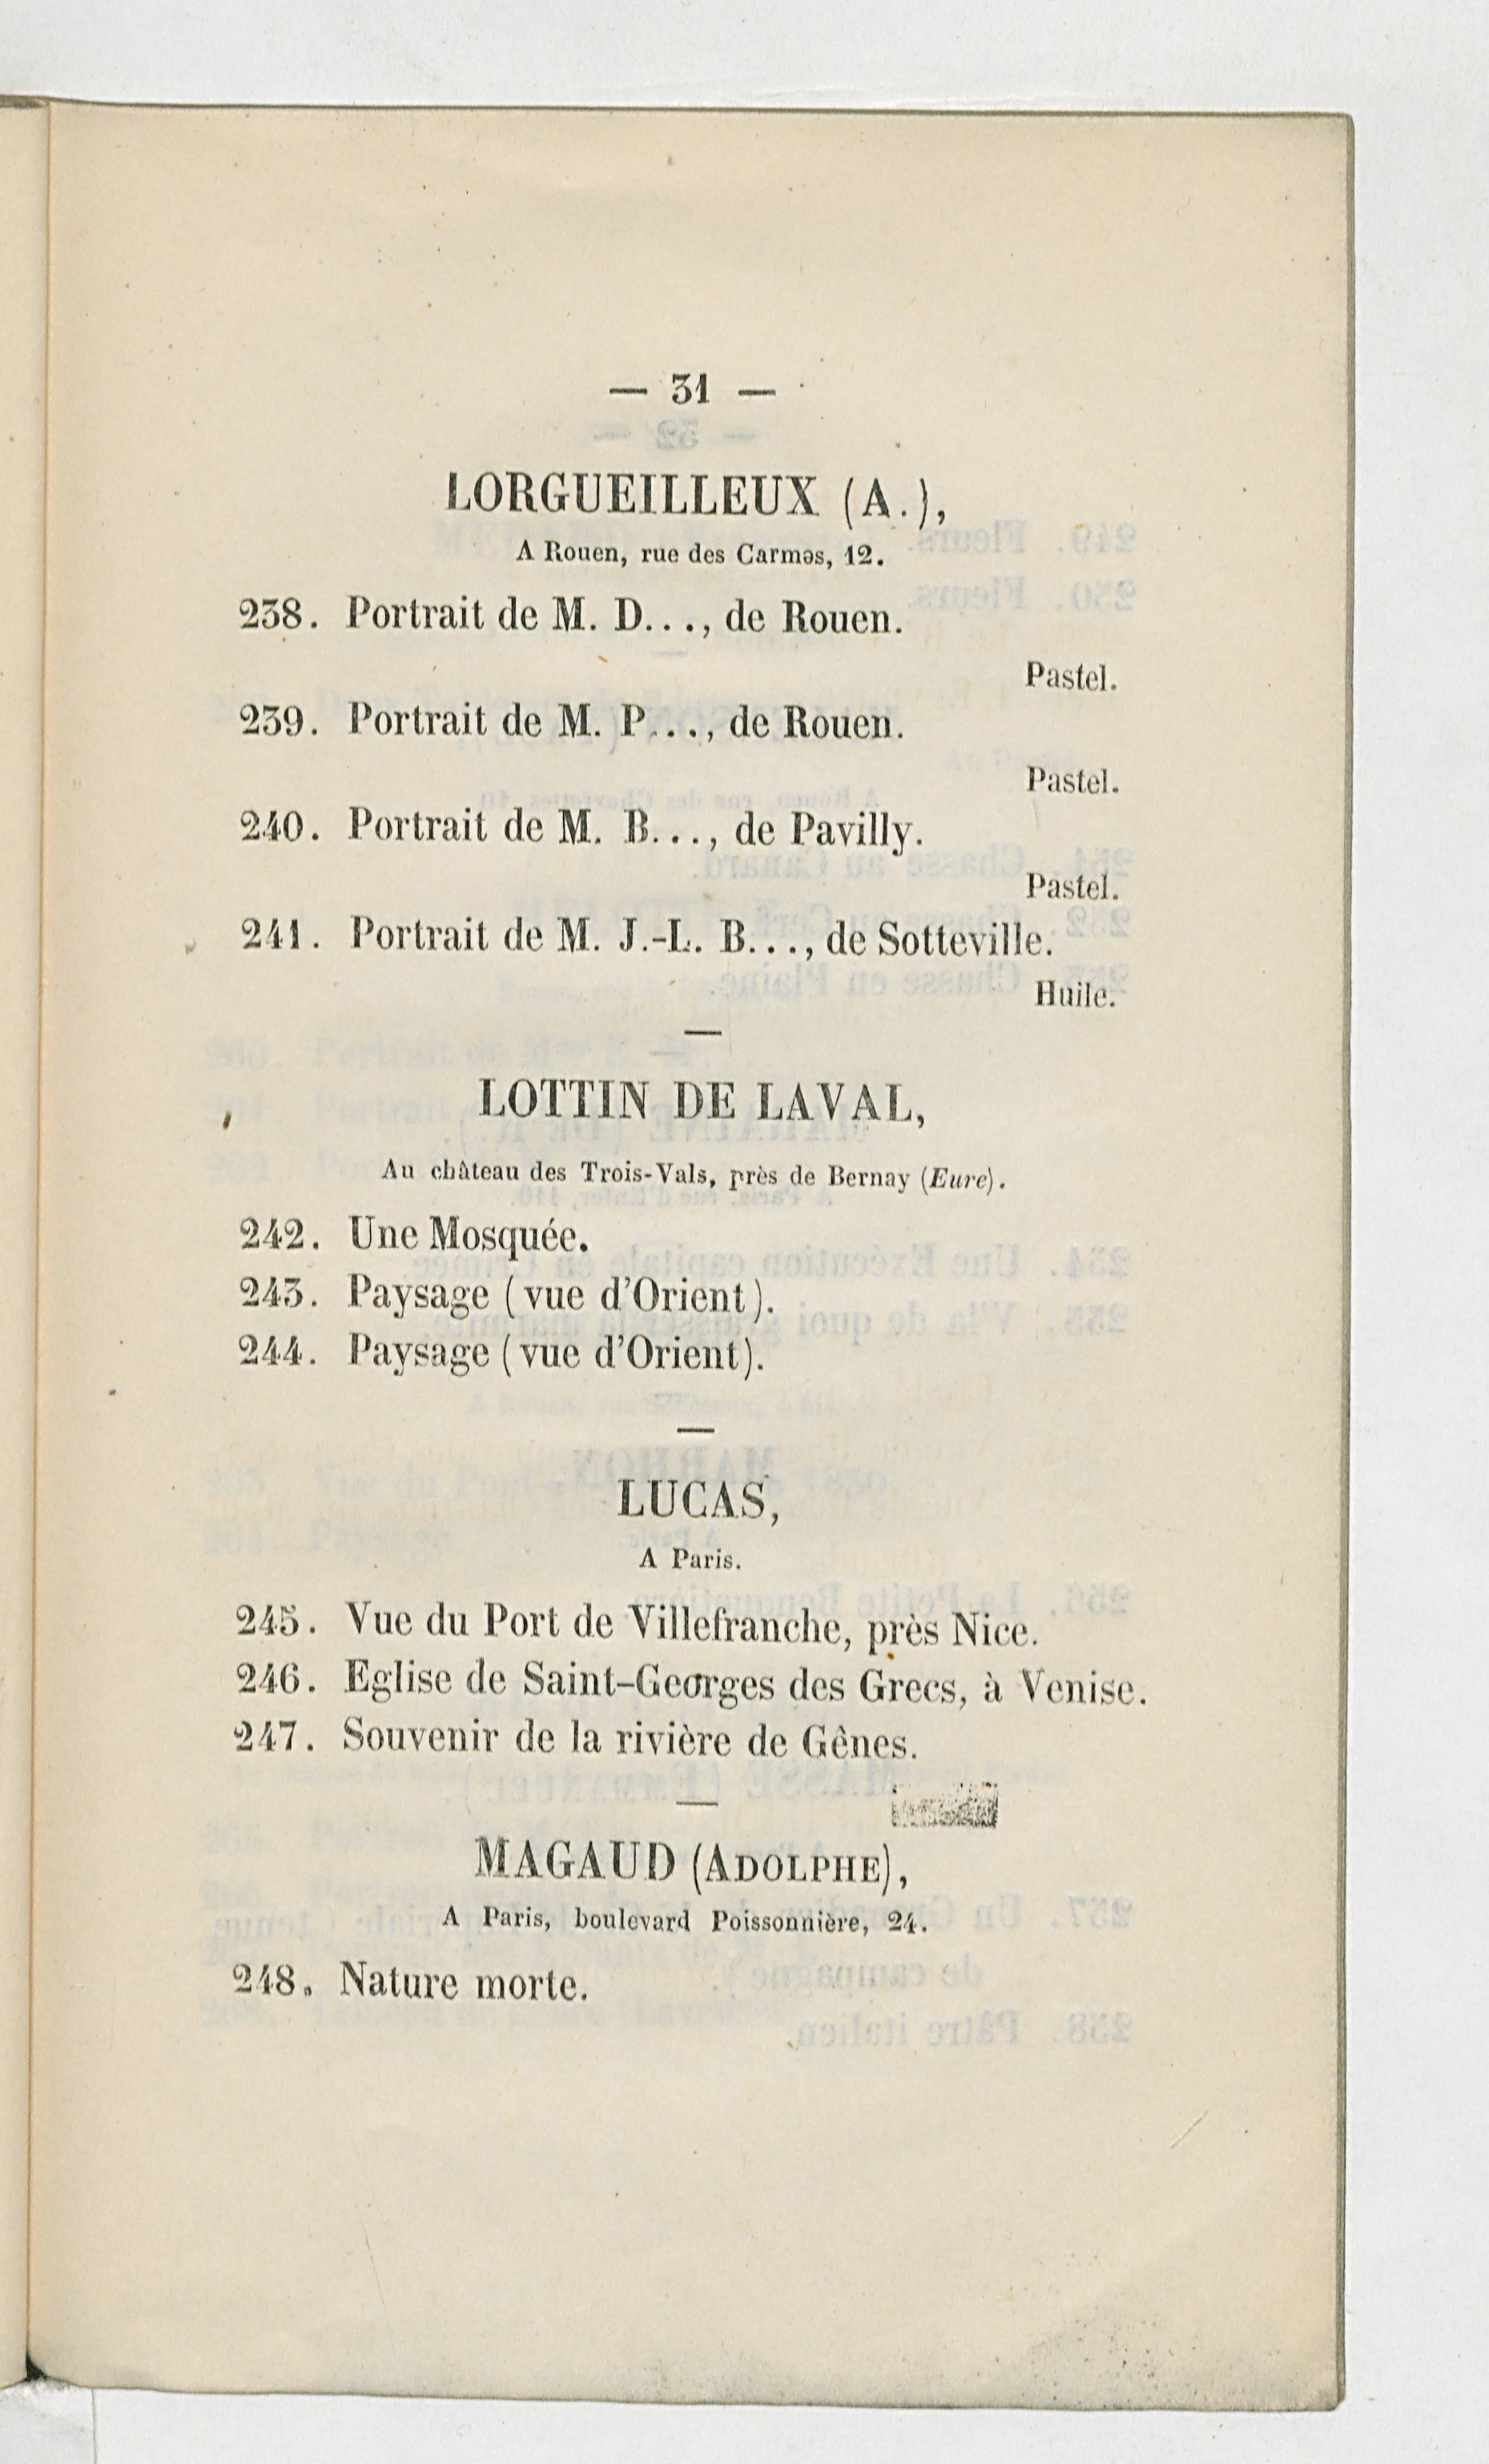 — 31 —
LORGUEILLEUX (A.),
A Rouen, rue des Carmes, 12.
238. Portrait de M. D..., de Rouen.
Pastel.
239. Portrait de M. P..., de Rouen.
Pastel.
240. Portrait de M. B..., de Pavilly.
Pastel.
241. Portrait de M. J.-L. B..., de Sotteville.
Huile.
LOTTIN DE LAVAL,
Au château des Trois-Vals, près de Bernay (Eure).
242. Une Mosquée.
243. Paysage (vue d'Orient).
244. Paysage (vue d'Orient).
LUCAS,
A Paris.
245. Vue du Port de Villefranche, près Nice.
246. Eglise de Saint-Georges des Grecs, à Venise.
247. Souvenir de la rivière de Gênes.
MAGAUD (ADOLPHE),
A Paris, boulevard Poissonnière, 24.
248. Nature morte.